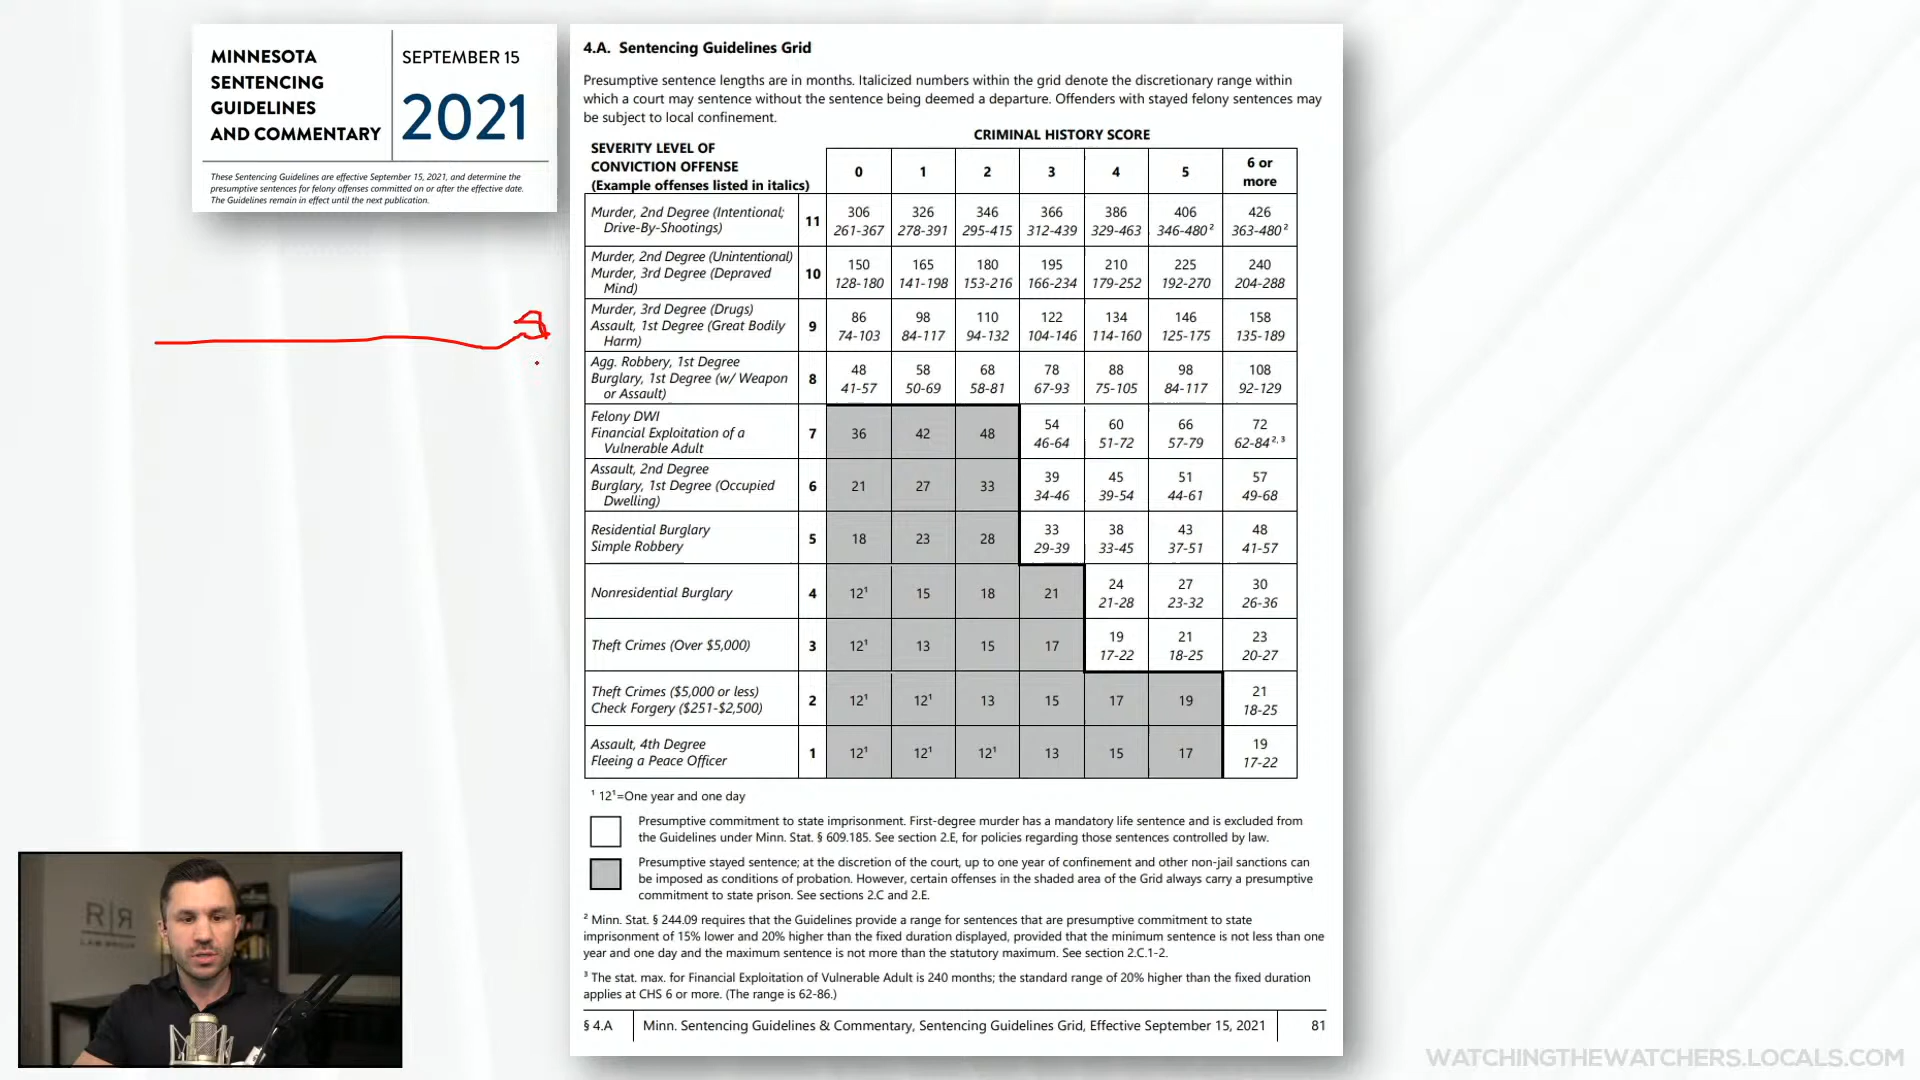 MINNESOTA
SENTENCING
GUIDELINES
AND COMMENTARY
SEPTEMBER 15
2021
These Sentencing Guidelines are effective September 15, 2021, and determine the
presumptive sentences for felony offenses committed on or after the effective date.
The Guidelines remain in effect until the next publication.
4.A. Sentencing Guidelines Grid
Presumptive sentence lengths are in months. Italicized numbers within the grid denote the discretionary range within
which a court may sentence without the sentence being deemed a departure. Offenders with stayed felony sentences may
be subject to local confinement.
CRIMINAL HISTORY SCORE
SEVERITY LEVEL OF
CONVICTION OFFENSE
(Example offenses listed in italics)
0 1 2 3 4 5 6 or
more
Murder, 2nd Degree (Intentional;
Drive-By-Shootings)
11
306 326 346 366 386 406 426
261-367 278-391 295-415 312-439 329-463 346-480² 363-480²
Murder, 2nd Degree (Unintentional)
Murder, 3rd Degree (Depraved
Mind)
10
150 165 180 195 210 225 240
128-180 141-198 153-216 166-234 179-252 192-270 204-288
Murder, 3rd Degree (Drugs)
Assault, 1st Degree (Great Bodily
Harm)
9
86 98 110 122 134 146 158
74-103 84-117 94-132 104-146 114-160 125-175 135-189
Agg. Robbery, 1st Degree
Burglary, 1st Degree (w/ Weapon
or Assault)
8
48 58 68 78 88 98 108
41-57 50-69 58-81 67-93 75-105 84-117 92-129
Felony DWI
Financial Exploitation of a
Vulnerable Adult
7
36 42 48
54 60 66 72
46-64 51-72 57-79 62-84²,³
Assault, 2nd Degree
Burglary, 1st Degree (Occupied
Dwelling)
6
21 27 33
39 45 51 57
34-46 39-54 44-61 49-68
Residential Burglary
Simple Robbery
5
18 23 28
33 38 43 48
29-39 33-45 37-51 41-57
Nonresidential Burglary
4
12¹ 15 18 21
24 27 30
21-28 23-32 26-36
Theft Crimes (Over $5,000)
3
12¹ 13 15 17
19 21 23
17-22 18-25 20-27
Theft Crimes ($5,000 or less)
Check Forgery ($251-$2,500)
2
12¹ 12¹ 13 15 17 19
21
18-25
Assault, 4th Degree
Fleeing a Peace Officer
1
12¹ 12¹ 12¹ 13 15 17
19
17-22
¹ 12¹=One year and one day
Presumptive commitment to state imprisonment. First-degree murder has a mandatory life sentence and is excluded from
the Guidelines under Minn. Stat. § 609.185. See section 2.E, for policies regarding those sentences controlled by law.
Presumptive stayed sentence; at the discretion of the court, up to one year of confinement and other non-jail sanctions can
be imposed as conditions of probation. However, certain offenses in the shaded area of the Grid always carry a presumptive
commitment to state prison. See sections 2.C and 2.E.
² Minn. Stat. § 244.09 requires that the Guidelines provide a range for sentences that are presumptive commitment to state
imprisonment of 15% lower and 20% higher than the fixed duration displayed, provided that the minimum sentence is not less than one
year and one day and the maximum sentence is not more than the statutory maximum. See section 2.C.1-2.
³ The stat. max. for Financial Exploitation of Vulnerable Adult is 240 months; the standard range of 20% higher than the fixed duration
applies at CHS 6 or more. (The range is 62-86.)
§ 4.A Minn. Sentencing Guidelines & Commentary, Sentencing Guidelines Grid, Effective September 15, 2021 81
R|R
LAW GROUP
WATCHINGTHEWATCHERS.LOCALS.COM